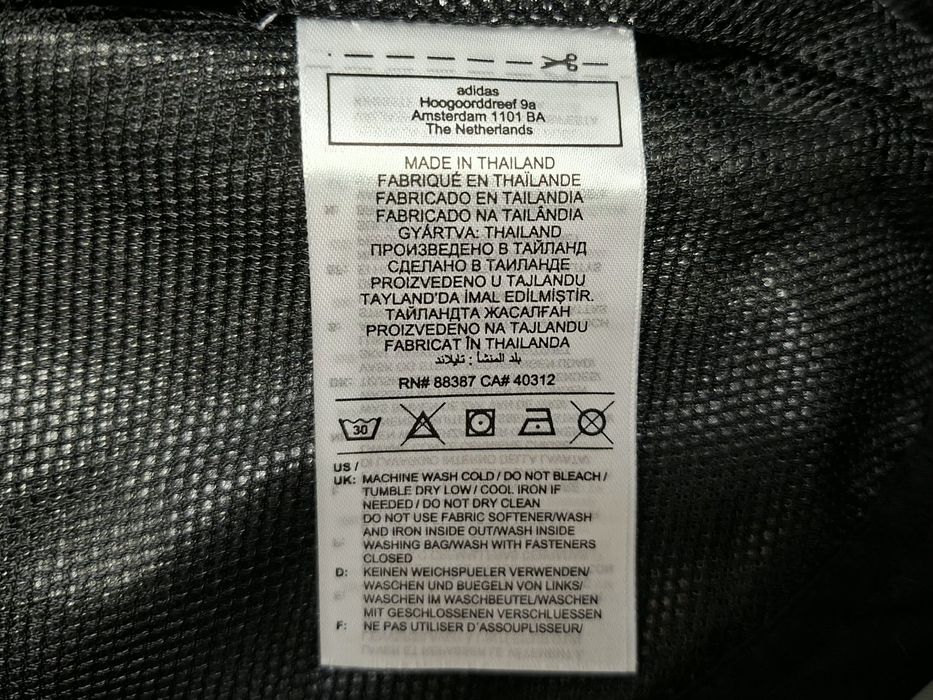 adidas
Hoogoorddreef 9a
Amsterdam 1101 BA
The Netherlands
MADE IN THAILAND
FABRIQUÉ EN THAÏLANDE
FABRICADO EN TAILANDIA
FABRICADO NA TAILÂNDIA
GYÁRTVA: THAILAND
ПРОИЗВЕДЕНО В ТАЙЛАНД
СДЕЛАНО В ТАИЛАНДЕ
PROIZVEDENO U TAJLANDU
TAYLAND'DA İMAL EDİLMİŞTİR.
ТАЙЛАНДТА ЖАСАЛҒАН
PROIZVEDENO NA TAJLANDU
FABRICAT ÎN THAILANDA
بلد المنشأ : تايلاند
RN# 88387 CA# 40312
30
US /
UK: MACHINE WASH COLD / DO NOT BLEACH /
TUMBLE DRY LOW / COOL IRON IF
NEEDED / DO NOT DRY CLEAN
DO NOT USE FABRIC SOFTENER/WASH
AND IRON INSIDE OUT/WASH INSIDE
WASHING BAG/WASH WITH FASTENERS
CLOSED
D: KEINEN WEICHSPUELER VERWENDEN/
WASCHEN UND BUEGELN VON LINKS/
WASCHEN IM WASCHBEUTEL/WASCHEN
MIT GESCHLOSSENEN VERSCHLUESSEN
F: NE PAS UTILISER D'ASSOUPLISSEUR/